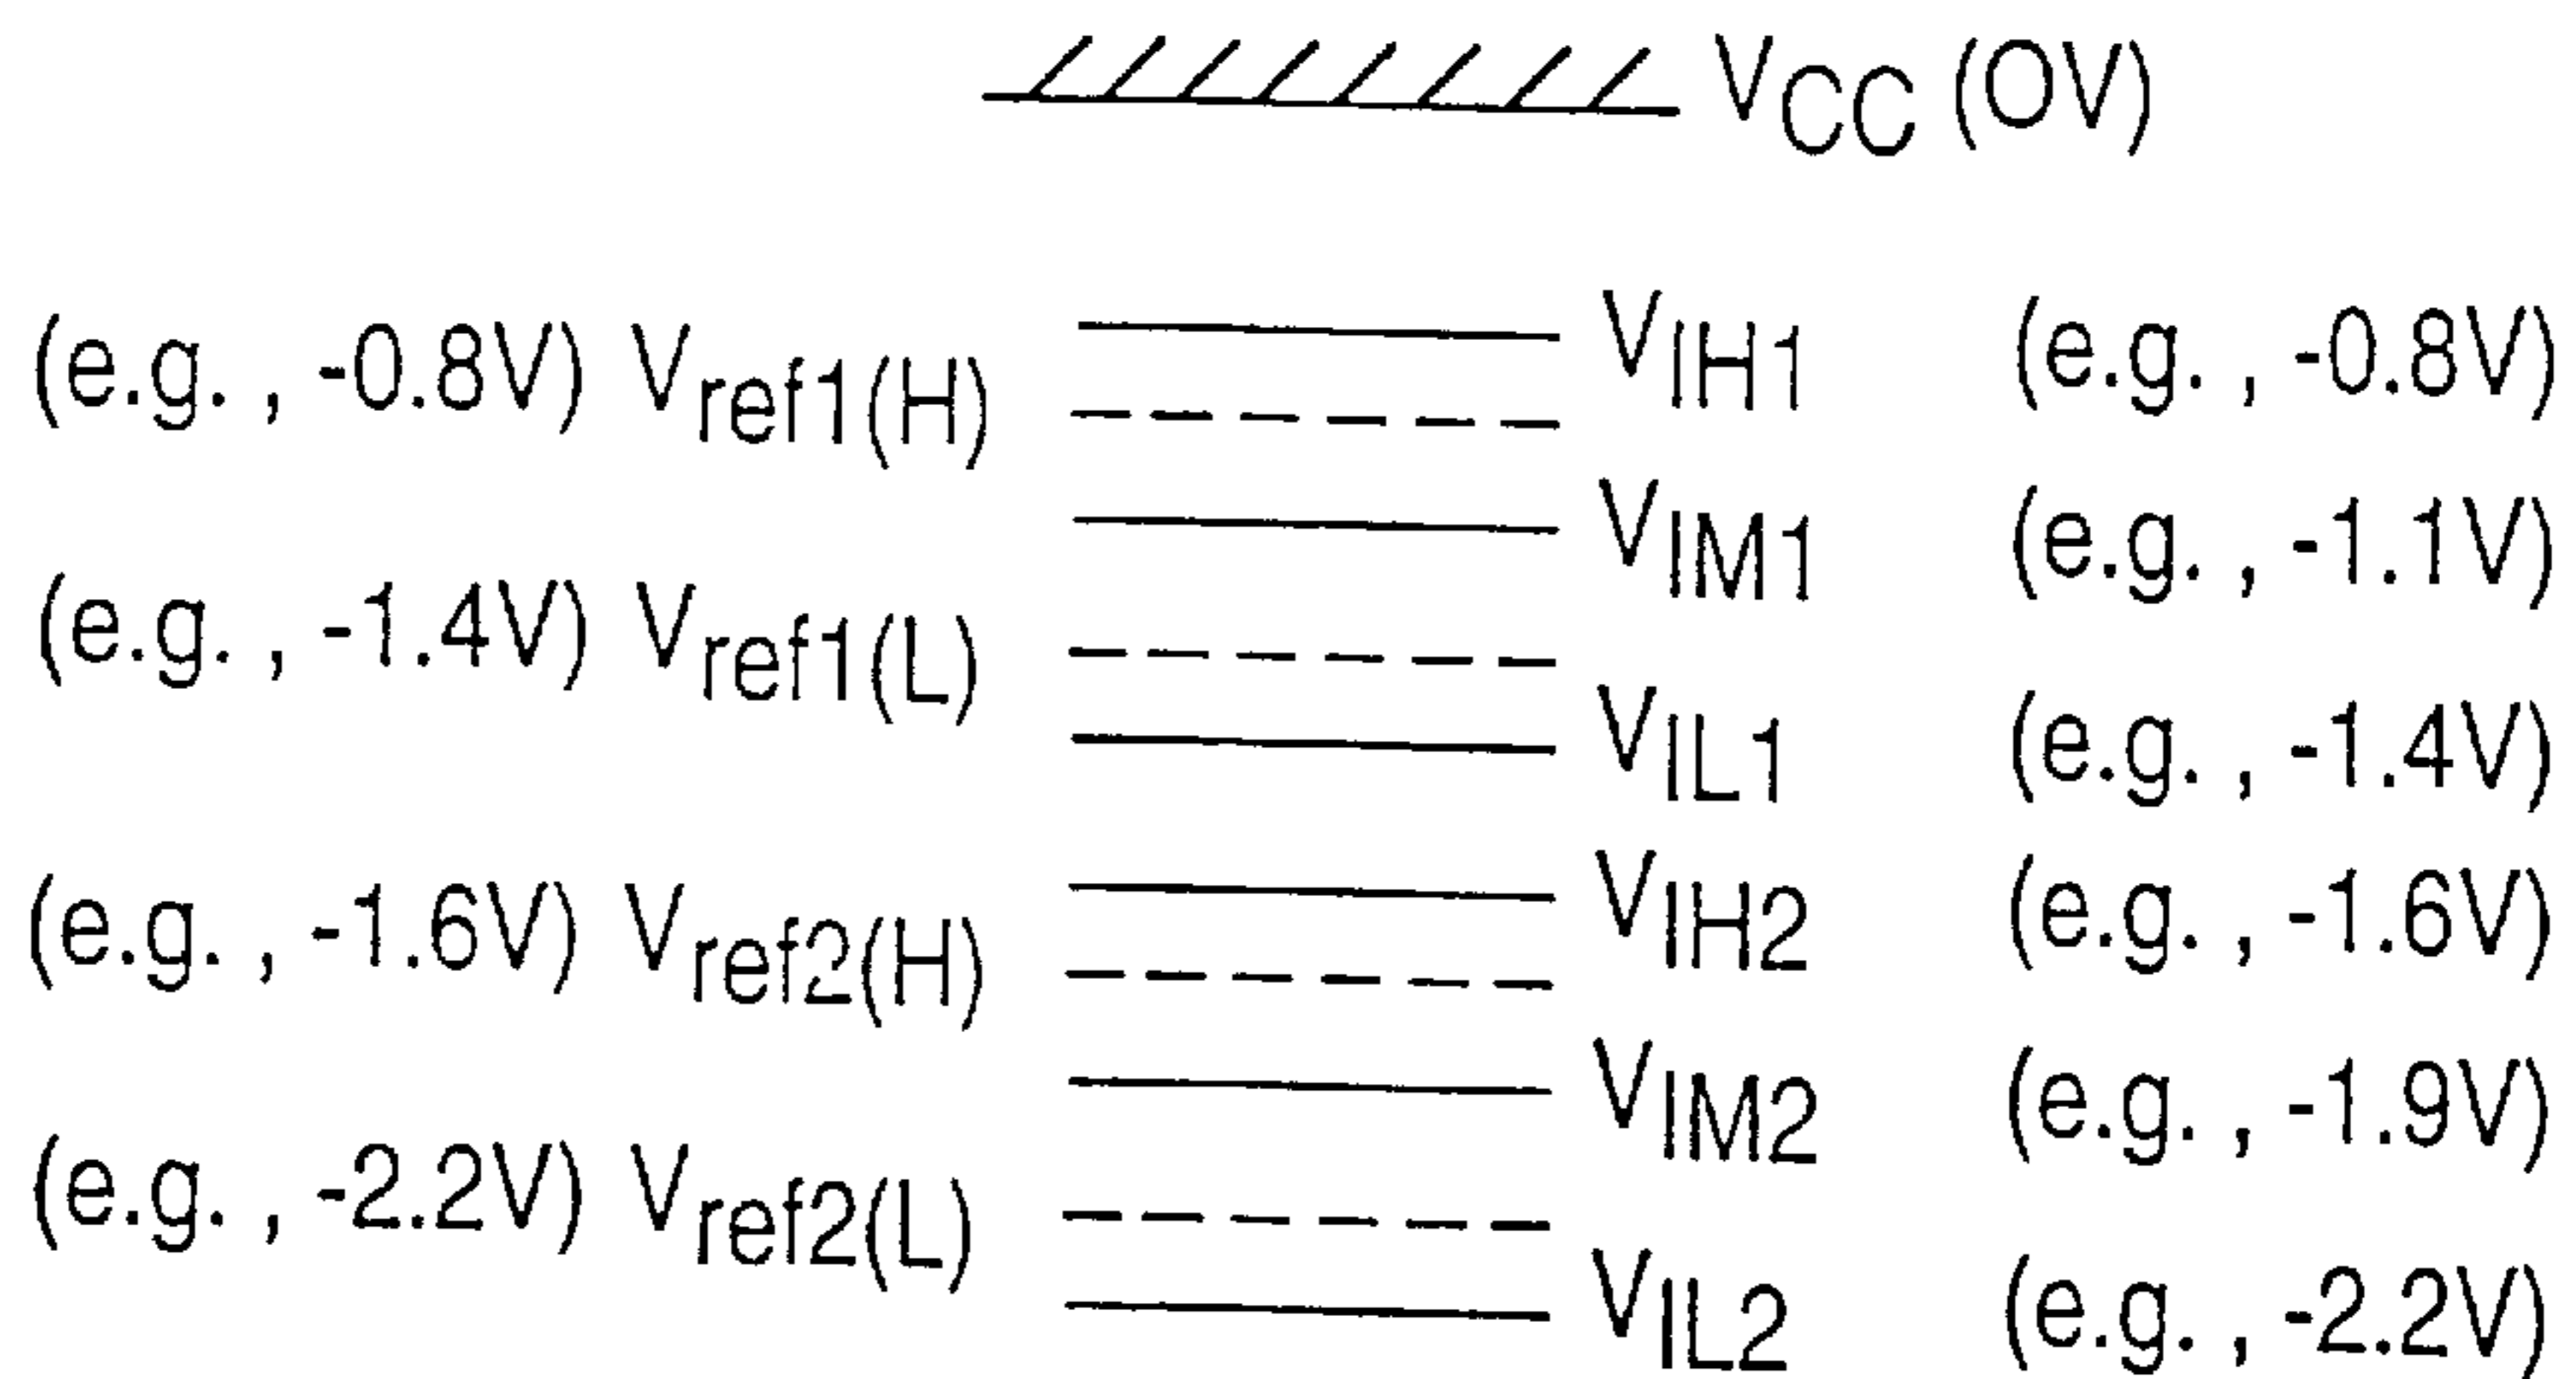 VCC (0V)
(e.g. , -0.8V) Vref1(H) VIH1 (e.g. , -0.8V)
VIM1 (e.g. , -1.1V)
(e.g. , -1.4V) Vref1(L)
VIL1 (e.g. , -1.4V)
(e.g. , -1.6V) Vref2(H) VIH2 (e.g. , -1.6V)
VIM2 (e.g. , -1.9V)
(e.g. , -2.2V) Vref2(L)
VIL2 (e.g. , -2.2V)